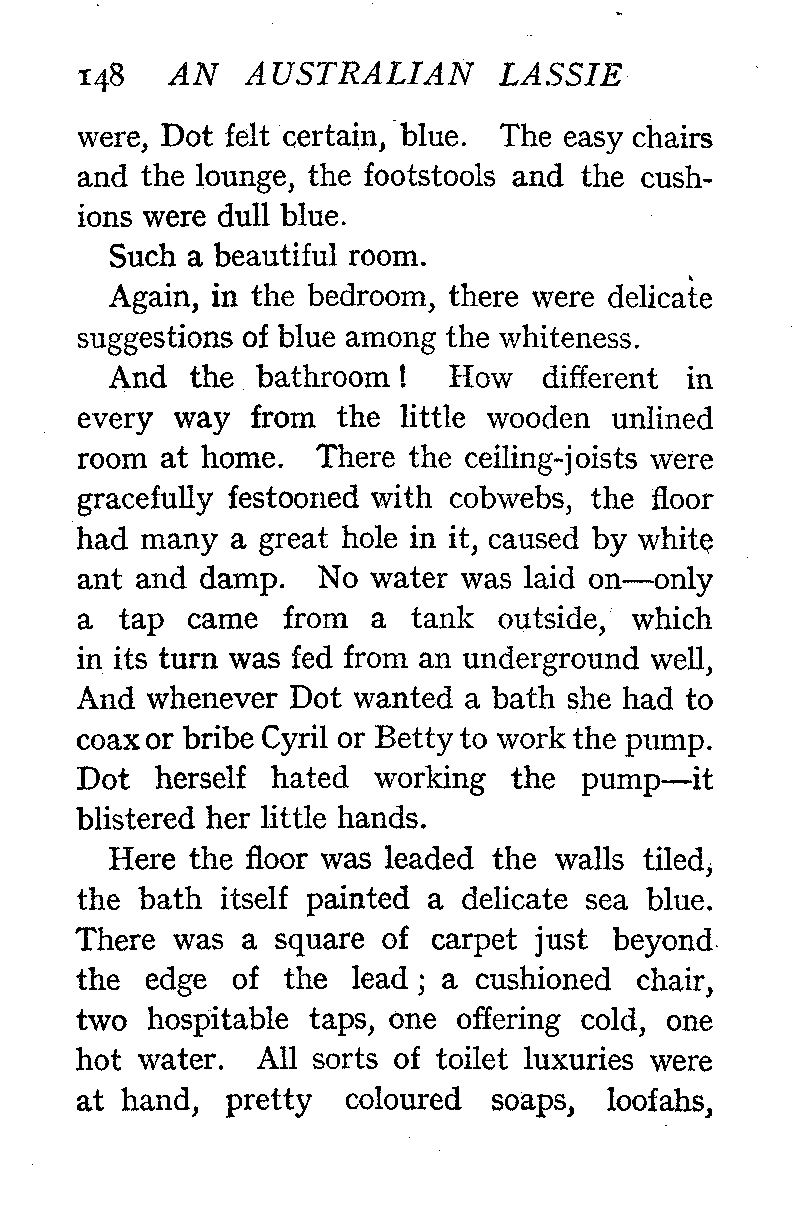 148 AN AUSTRALIAN LASSIE
were, Dot felt certain, blue. The easy chairs
and the lounge, the footstools and the cush-
ions were dull blue.
Such a beautiful room.
Again, in the bedroom, there were delicate
suggestions of blue among the whiteness.
And the bathroom! How different in
every way from the little wooden unlined
room at home. There the ceiling-joists were
gracefully festooned with cobwebs, the floor
had many a great hole in it, caused by white
ant and damp. No water was laid on—only
a tap came from a tank outside, which
in its turn was fed from an underground well,
And whenever Dot wanted a bath she had to
coax or bribe Cyril or Betty to work the pump.
Dot herself hated working the pump—it
blistered her little hands.
Here the floor was leaded the walls tiled,
the bath itself painted a delicate sea blue.
There was a square of carpet just beyond
the edge of the lead; a cushioned chair,
two hospitable taps, one offering cold, one
hot water. All sorts of toilet luxuries were
at hand, pretty coloured soaps, loofahs,